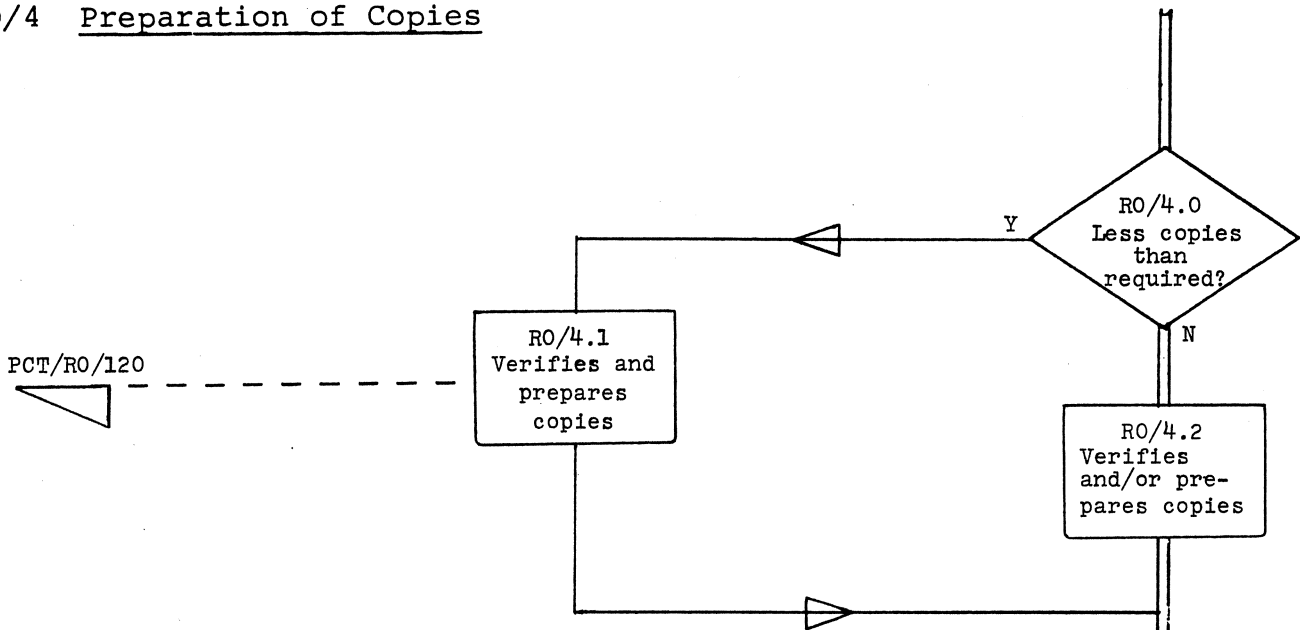 /4 Preparation of Copies
RO/4.0
Less copies
than
required?
Y
N
RO/4.1
Verifies and
prepares
copies
PCT/RO/120
RO/4.2
Verifies
and/or pre-
pares copies